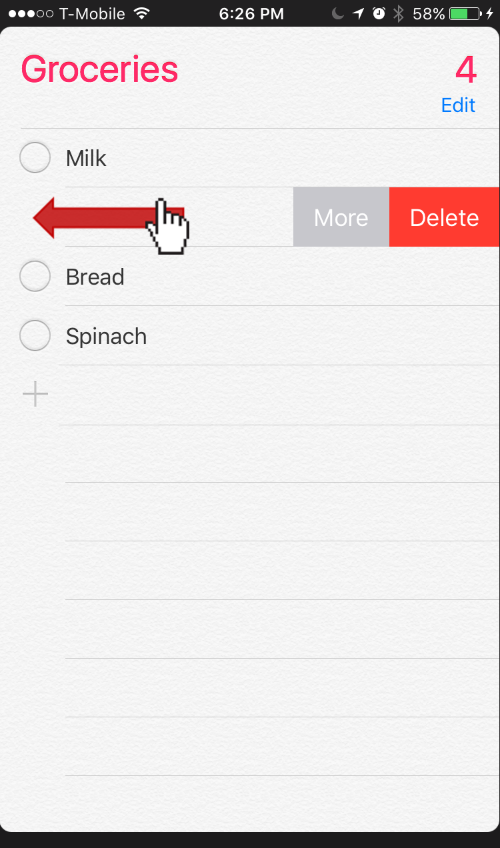 T-Mobile 6:26 PM 58%
Groceries 4
Edit
Milk
More Delete
Bread
Spinach